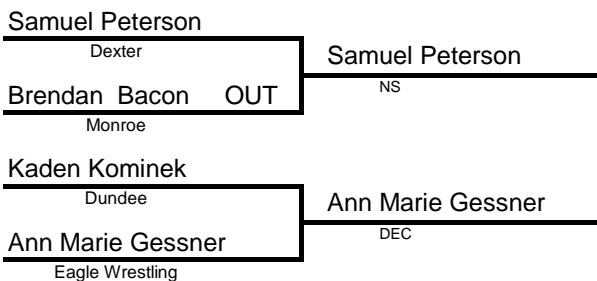 Samuel Peterson
Dexter
Samuel Peterson
NS
Brendan Bacon OUT
Monroe
Kaden Kominek
Dundee
Ann Marie Gessner
DEC
Ann Marie Gessner
Eagle Wrestling